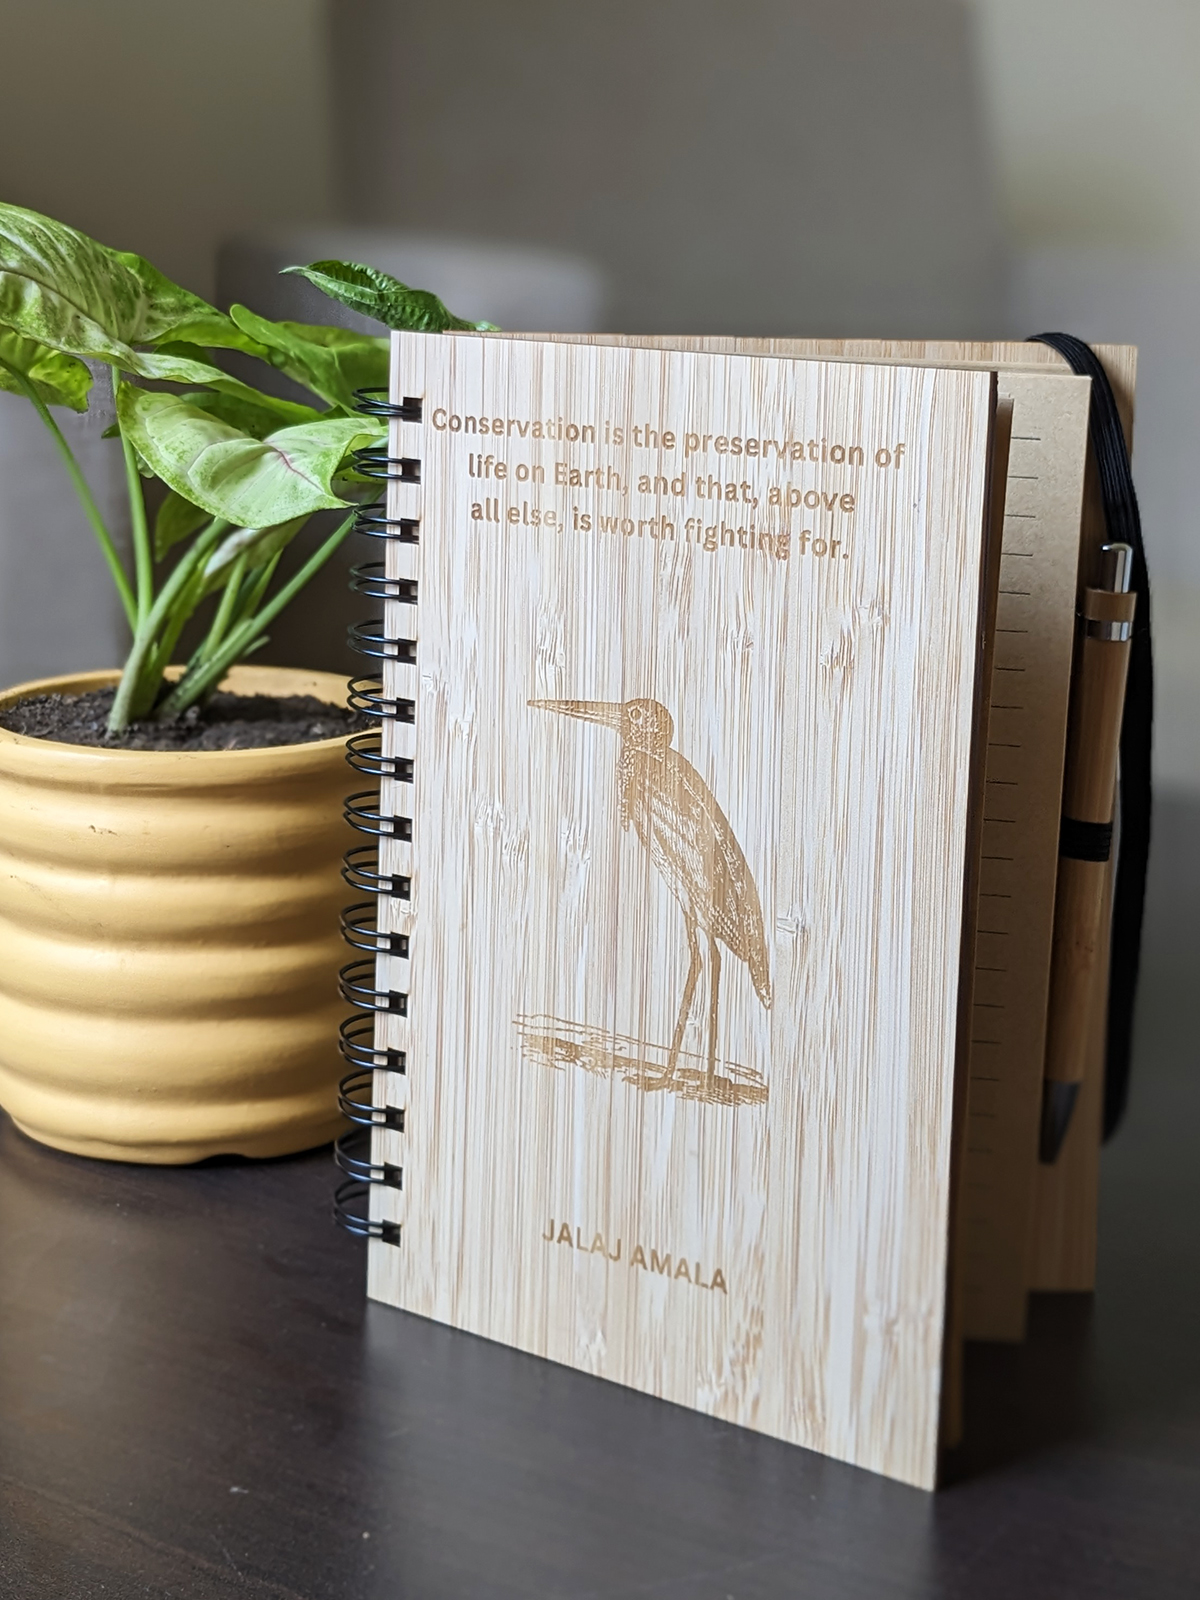 Conservation is the preservation of
life on Earth, and that, above
all else, is worth fighting for.
JALAJ AMALA